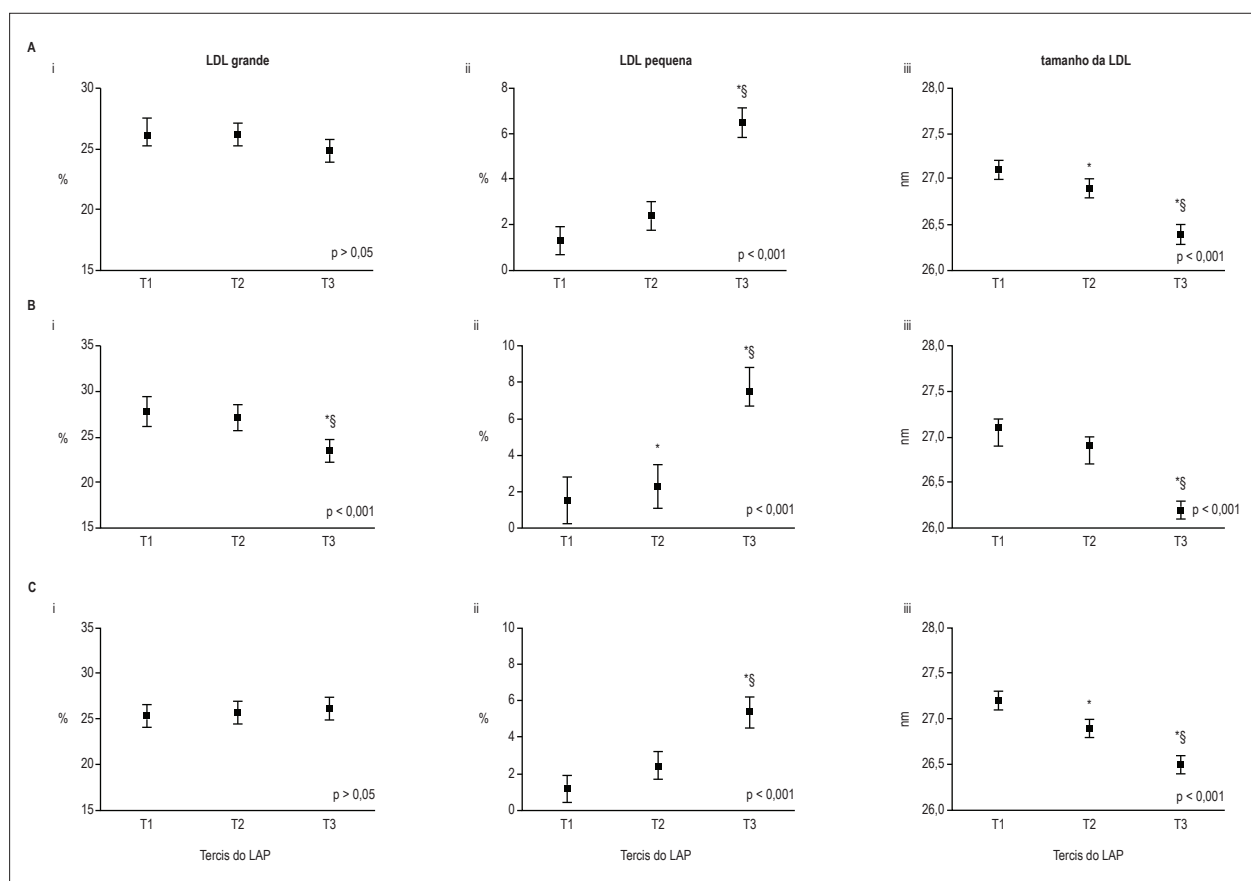 A
i
LDL grande
30
25
%
20
15
T1 T2 T3
p > 0,05
ii
LDL pequena
8
6
%
4
2
0
*§
T1 T2 T3
p < 0,001
iii
tamanho da LDL
28,0
27,5
nm
27,0
26,5
26,0
*
*§
T1 T2 T3
p < 0,001
B
i
35
30
%
25
20
15
*§
T1 T2 T3
p < 0,001
ii
10
8
%
6
4
2
0
*
*§
T1 T2 T3
p < 0,001
iii
28,0
27,5
nm
27,0
26,5
26,0
*§
T1 T2 T3
p < 0,001
C
i
35
30
%
25
20
15
T1 T2 T3
p > 0,05
Tercis do LAP
ii
10
8
%
6
4
2
0
*§
T1 T2 T3
p < 0,001
Tercis do LAP
iii
28,0
27,5
nm
27,0
26,5
26,0
*
*§
T1 T2 T3
p < 0,001
Tercis do LAP